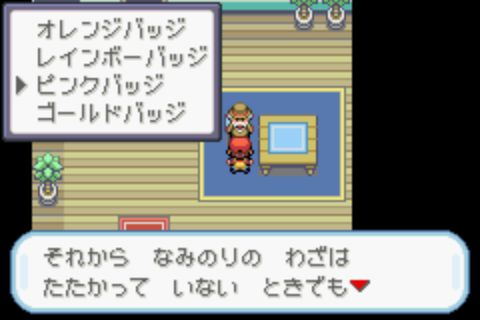 オレンジバッジ
レインボーバッジ
ピンクバッジ
ゴールドバッジ
それから　なみのりの　わざは
たたかって　いない　ときでも